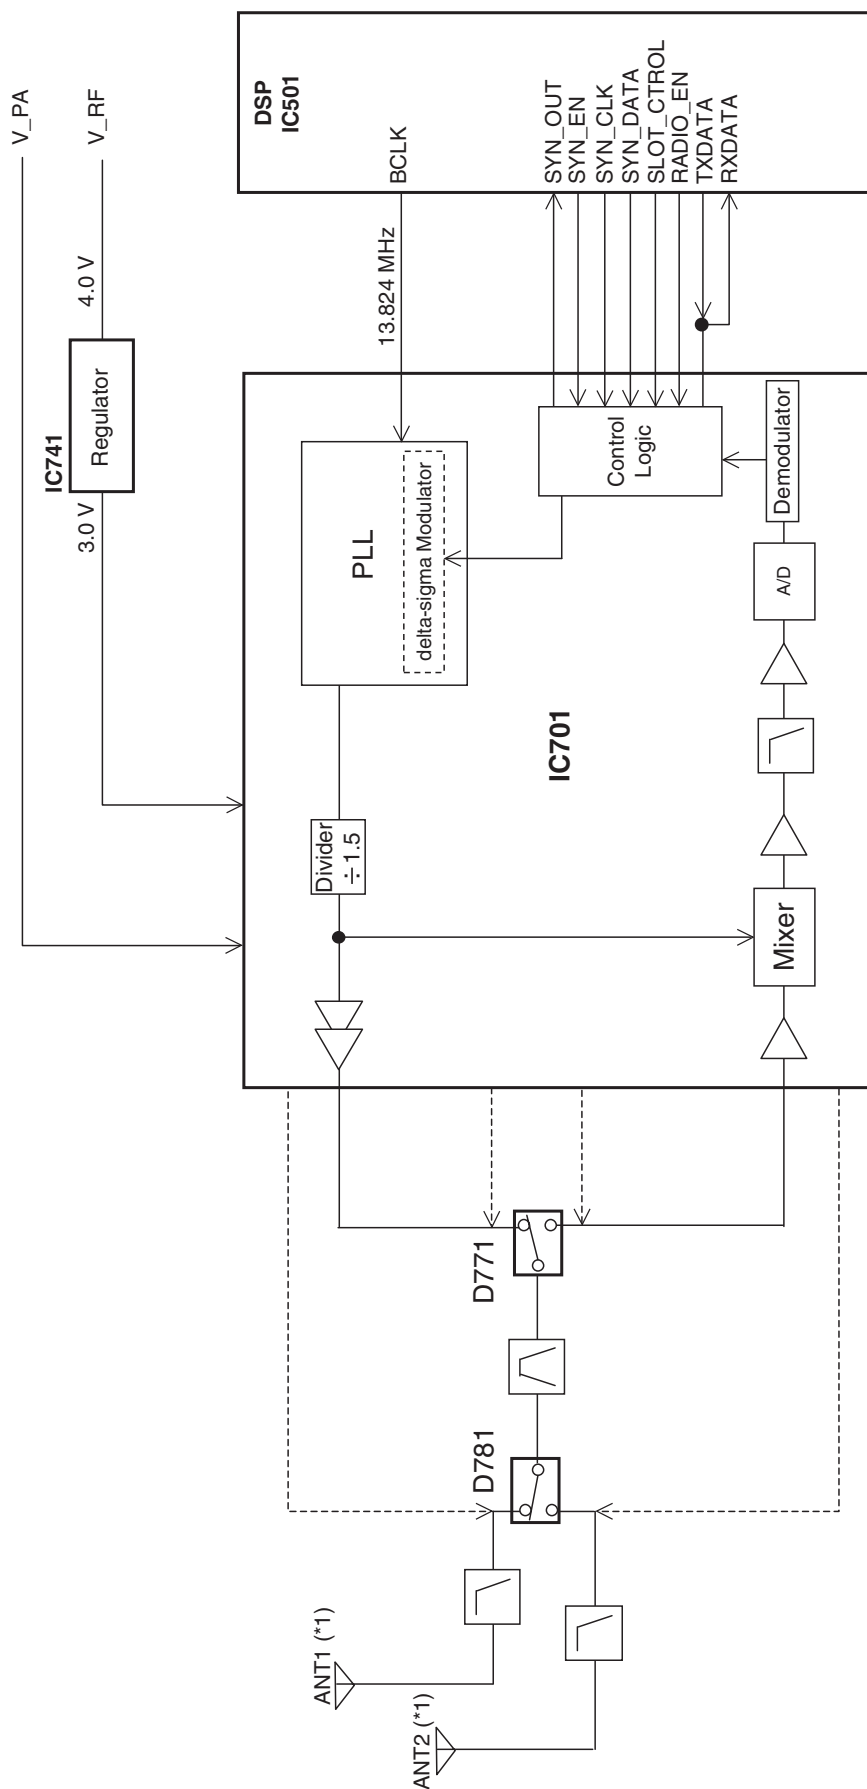 V_PA
V_RF
4.0 V
IC741
Regulator
3.0 V
DSP
IC501
BCLK
13.824 MHz
SYN_OUT
SYN_EN
SYN_CLK
SYN_DATA
SLOT_CTROL
RADIO_EN
TXDATA
RXDATA
PLL
delta-sigma Modulator
Control
Logic
Demodulator
A/D
IC701
Divider
÷1.5
Mixer
D771
D781
ANT1 (*1)
ANT2 (*1)